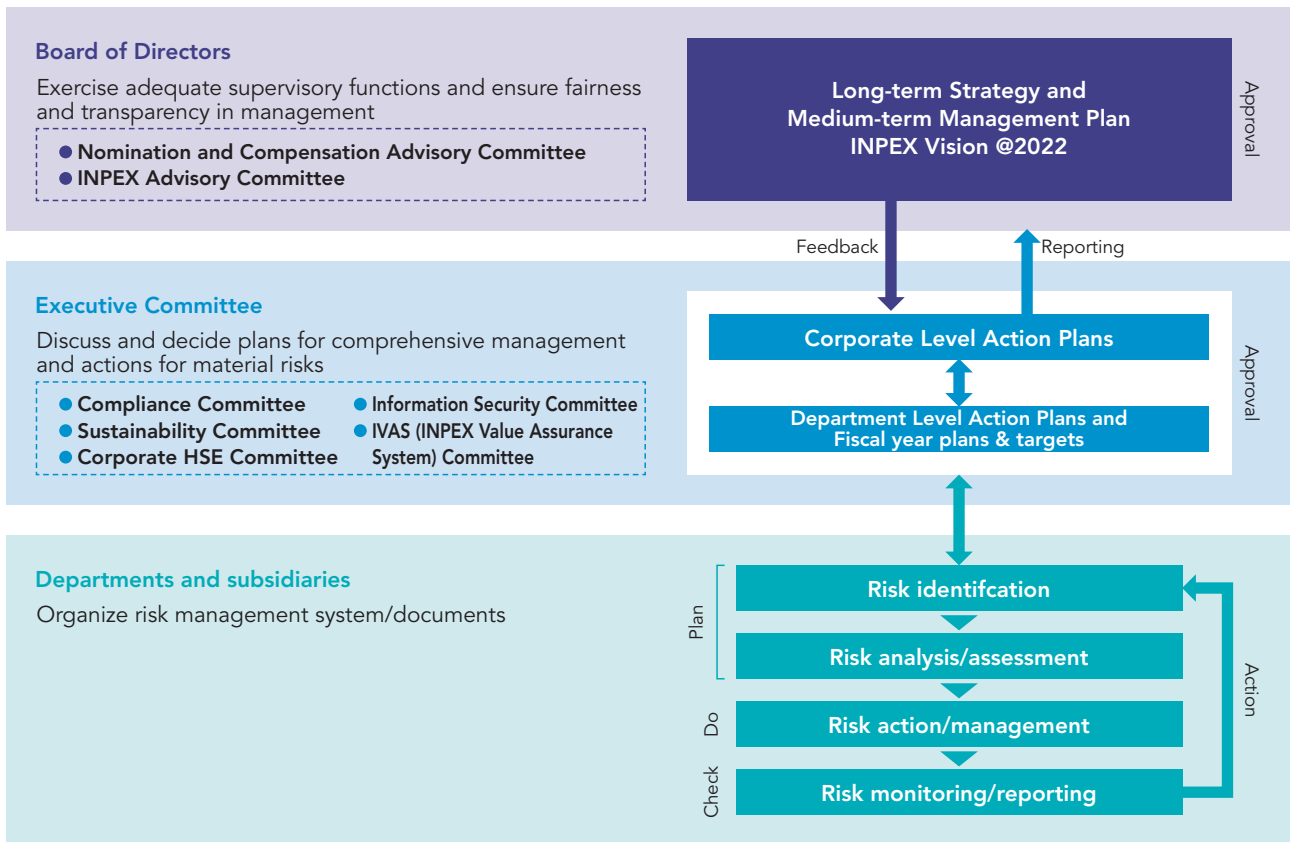 Board of Directors
Exercise adequate supervisory functions and ensure fairness
and transparency in management
● Nomination and Compensation Advisory Committee
● INPEX Advisory Committee
Long-term Strategy and
Medium-term Management Plan
INPEX Vision @2022
Approval
Feedback
Reporting
Executive Committee
Discuss and decide plans for comprehensive management
and actions for material risks
● Compliance Committee
● Sustainability Committee
● Corporate HSE Committee
● Information Security Committee
● IVAS (INPEX Value Assurance
System) Committee
Corporate Level Action Plans
Department Level Action Plans and
Fiscal year plans & targets
Approval
Departments and subsidiaries
Organize risk management system/documents
Plan
Risk identifcation
Risk analysis/assessment
Do
Risk action/management
Check
Risk monitoring/reporting
Action